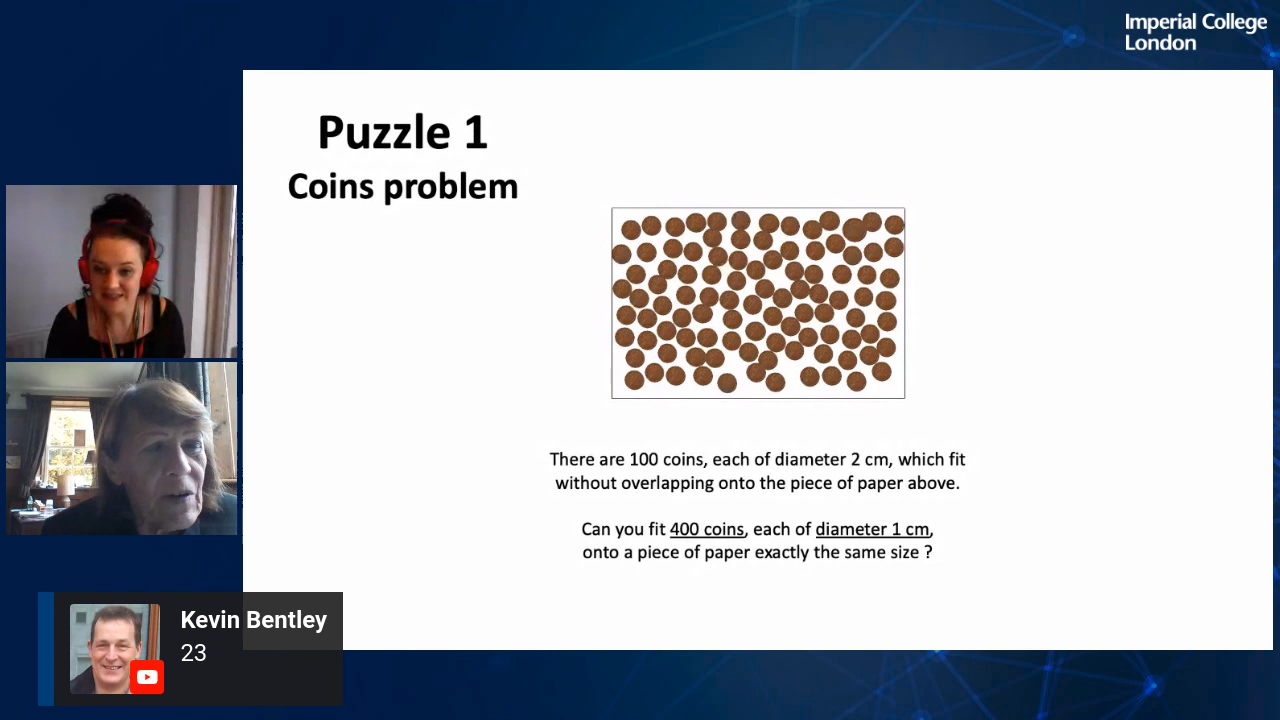 Imperial College
London
Puzzle 1
Coins problem
There are 100 coins, each of diameter 2 cm, which fit
without overlapping onto the piece of paper above.
Can you fit 400 coins, each of diameter 1 cm,
onto a piece of paper exactly the same size ?
Kevin Bentley
23